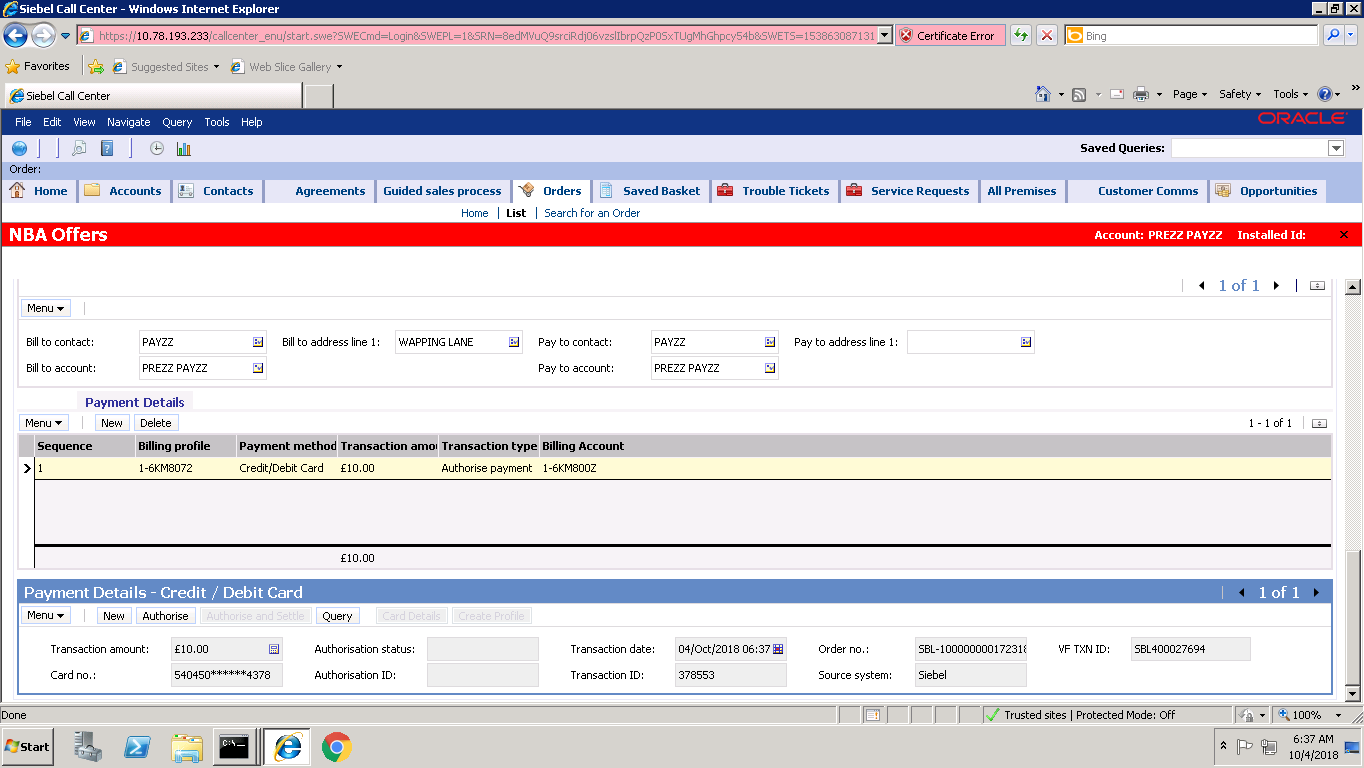 Siebel Call Center - Windows Internet Explorer
https://10.78.193.233/callcenter_enu/start.swe?SWECmd=Login&SWEPL=1&SRN=8edMVuQ9srciRdj06vzslIbrpQzP05xTUgMhGhpcy54b&SWETS=153863087131 Certificate Error Bing
Favorites Suggested Sites Web Slice Gallery
Siebel Call Center Page Safety Tools
File Edit View Navigate Query Tools Help ORACLE
Saved Queries:
Order:
Home Accounts Contacts Agreements Guided sales process Orders Saved Basket Trouble Tickets Service Requests All Premises Customer Comms Opportunities
Home List Search for an Order
NBA Offers Account: PREZZ PAYZZ Installed Id:
1 of 1
Menu
Bill to contact: PAYZZ Bill to address line 1: WAPPING LANE Pay to contact: PAYZZ Pay to address line 1:
Bill to account: PREZZ PAYZZ Pay to account: PREZZ PAYZZ
Payment Details
Menu New Delete 1 - 1 of 1
Sequence Billing profile Payment method Transaction amou Transaction type Billing Account
1 1-6KM8072 Credit/Debit Card £10.00 Authorise payment 1-6KM800Z
£10.00
Payment Details - Credit / Debit Card 1 of 1
Menu New Authorise Authorise and Settle Query Card Details Create Profile
Transaction amount: £10.00 Authorisation status: Transaction date: 04/Oct/2018 06:37 Order no.: SBL-100000000172318 VF TXN ID: SBL400027694
Card no.: 540450******4378 Authorisation ID: Transaction ID: 378553 Source system: Siebel
Done Trusted sites | Protected Mode: Off 100%
Start 6:37 AM
10/4/2018